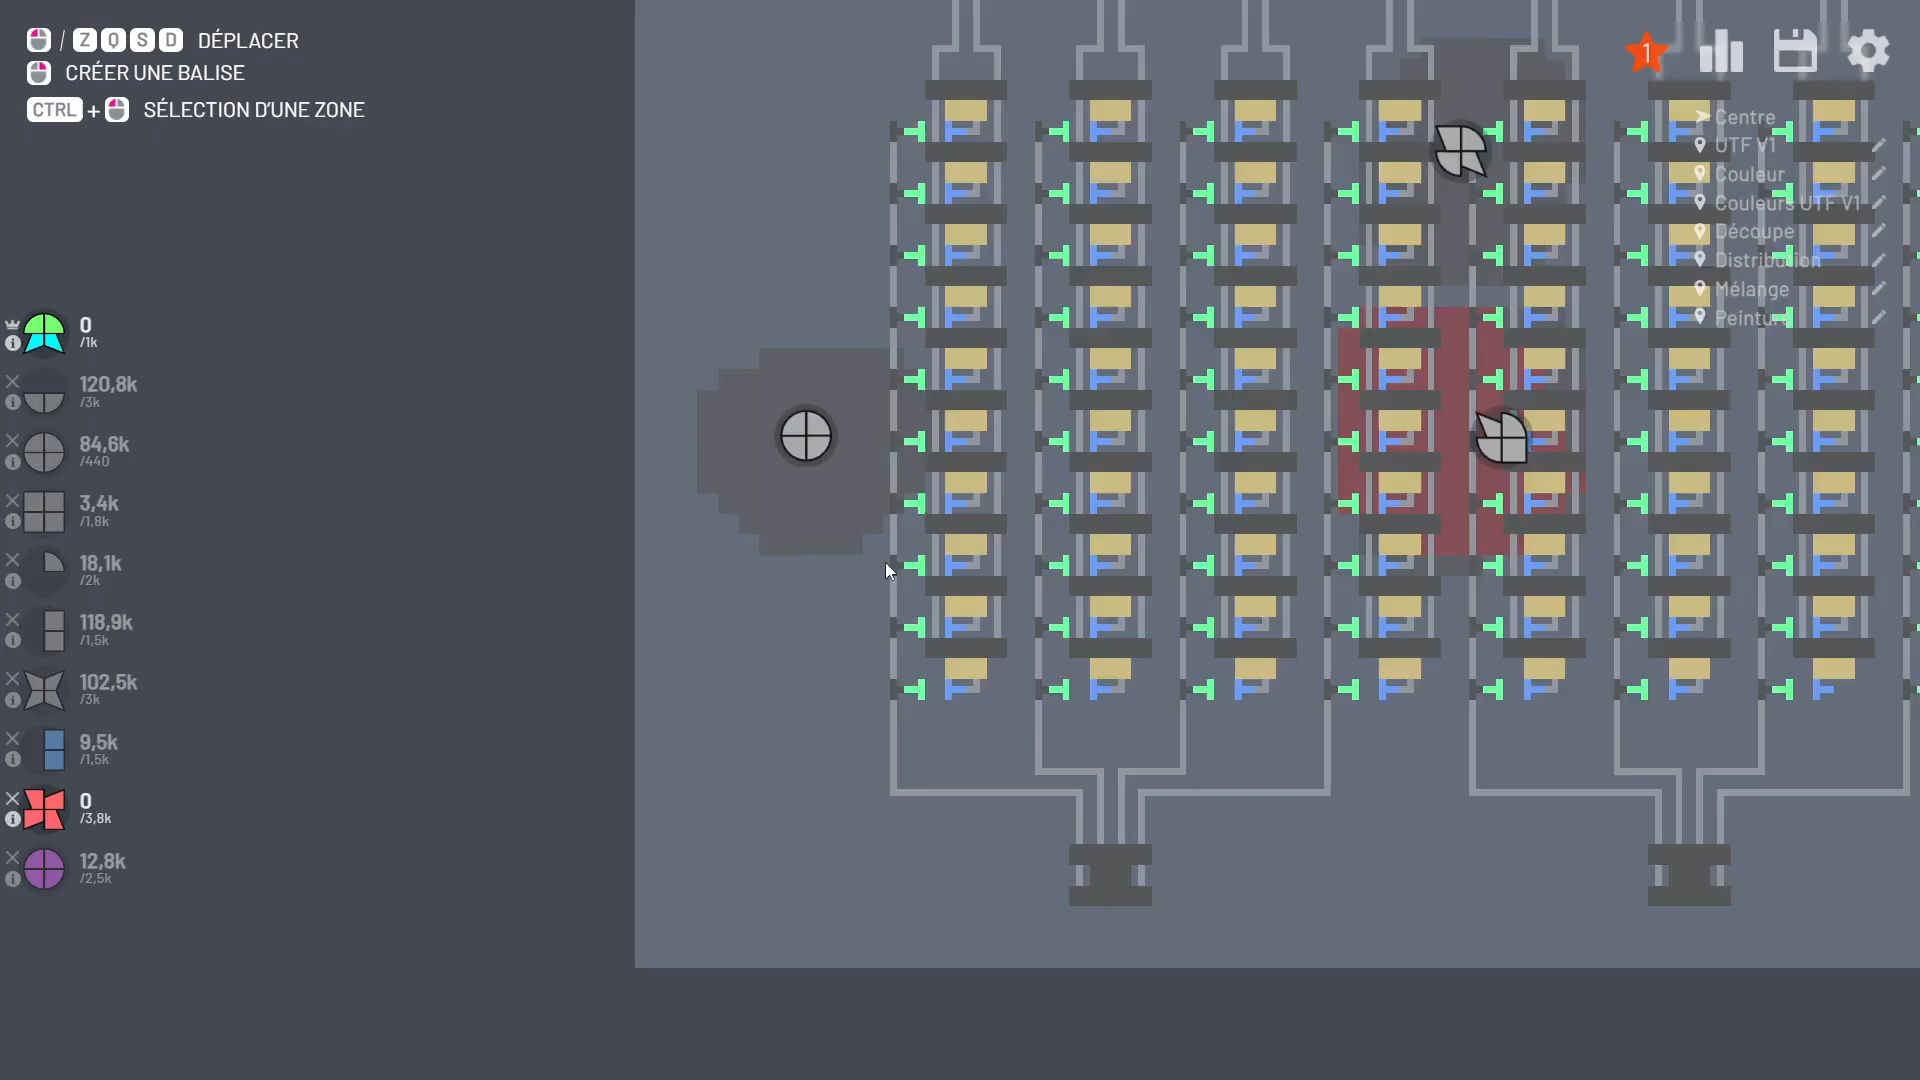 / Z Q S D DÉPLACER
CRÉER UNE BALISE
CTRL + SÉLECTION D'UNE ZONE
1
Centre
UTF V1
Couleur
Couleurs UTF V1
Découpe
Distribution
Mélange
Peinture
0
/1k
120,8k
/3k
84,6k
/440
3,4k
/1,8k
18,1k
/2k
118,9k
/1,5k
102,5k
/3k
9,5k
/1,5k
0
/3,8k
12,8k
/2,5k